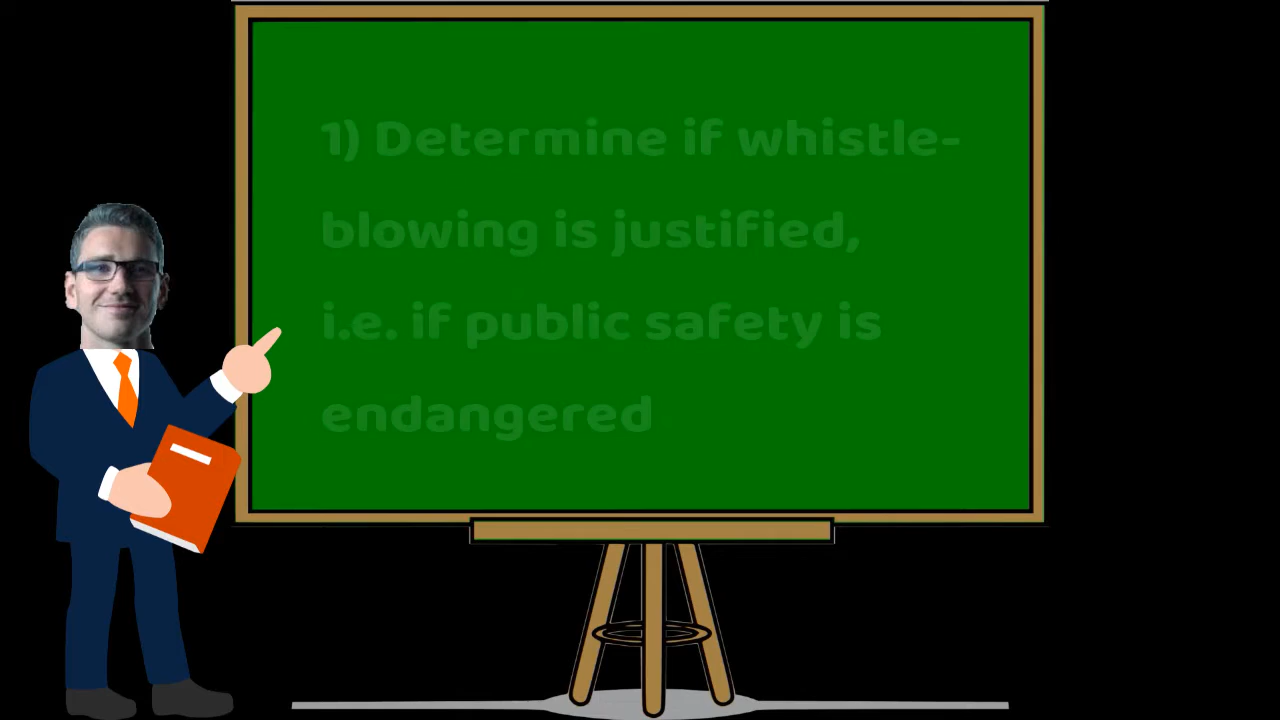 1) Determine if whistle-
blowing is justified,
i.e. if public safety is
endangered